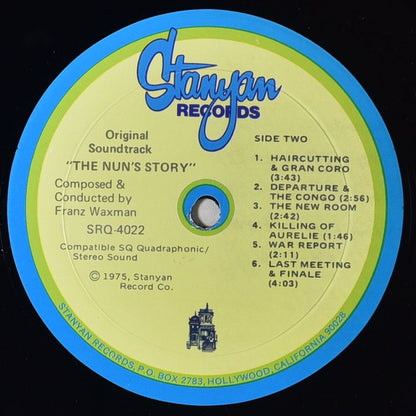 Stanyan
RECORDS
Original
Soundtrack
"THE NUN'S STORY"
Composed &
Conducted by
Franz Waxman
SRQ-4022
Compatible SQ Quadraphonic/
Stereo Sound
© 1975, Stanyan
Record Co.
SIDE TWO
1. HAIRCUTTING
& GRAN CORO
(3:43)
2. DEPARTURE &
THE CONGO (2:56)
3. THE NEW ROOM
(2:42)
4. KILLING OF
AURELIE (1:46)
5. WAR REPORT
(2:11)
6. LAST MEETING
& FINALE
(4:03)
STANYAN RECORDS, P.O. BOX 2783, HOLLYWOOD, CALIFORNIA 90028